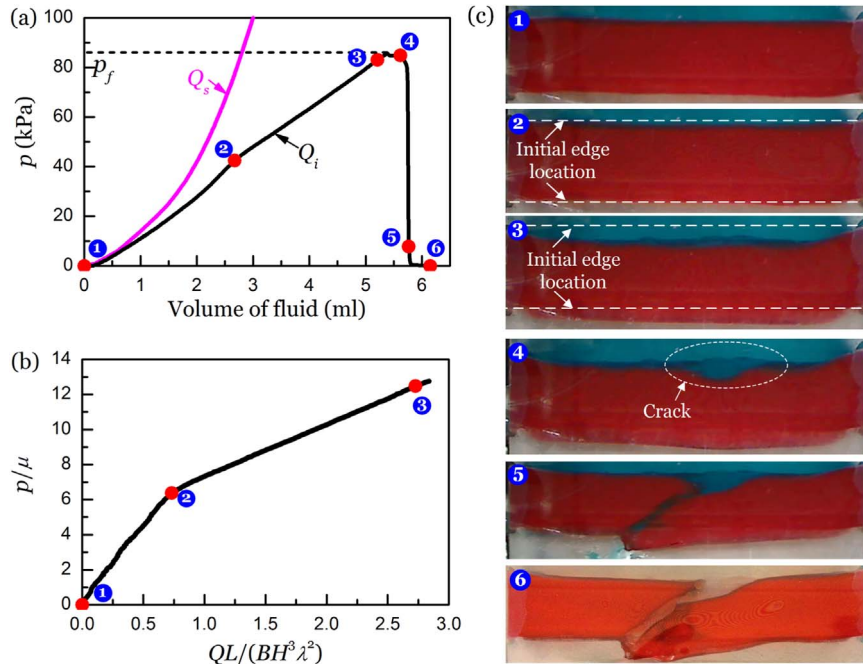 (a)
100
80
60
40
20
0
p (kPa)
p_f
Q_s
Q_i
1
2
3
4
5
6
0 1 2 3 4 5 6
Volume of fluid (ml)
(b)
14
12
10
8
6
4
2
0
p/μ
1
2
3
0.0 0.5 1.0 1.5 2.0 2.5 3.0
QL/(BH³λ²)
(c)
1
2
Initial edge
location
3
Initial edge
location
4
Crack
5
6